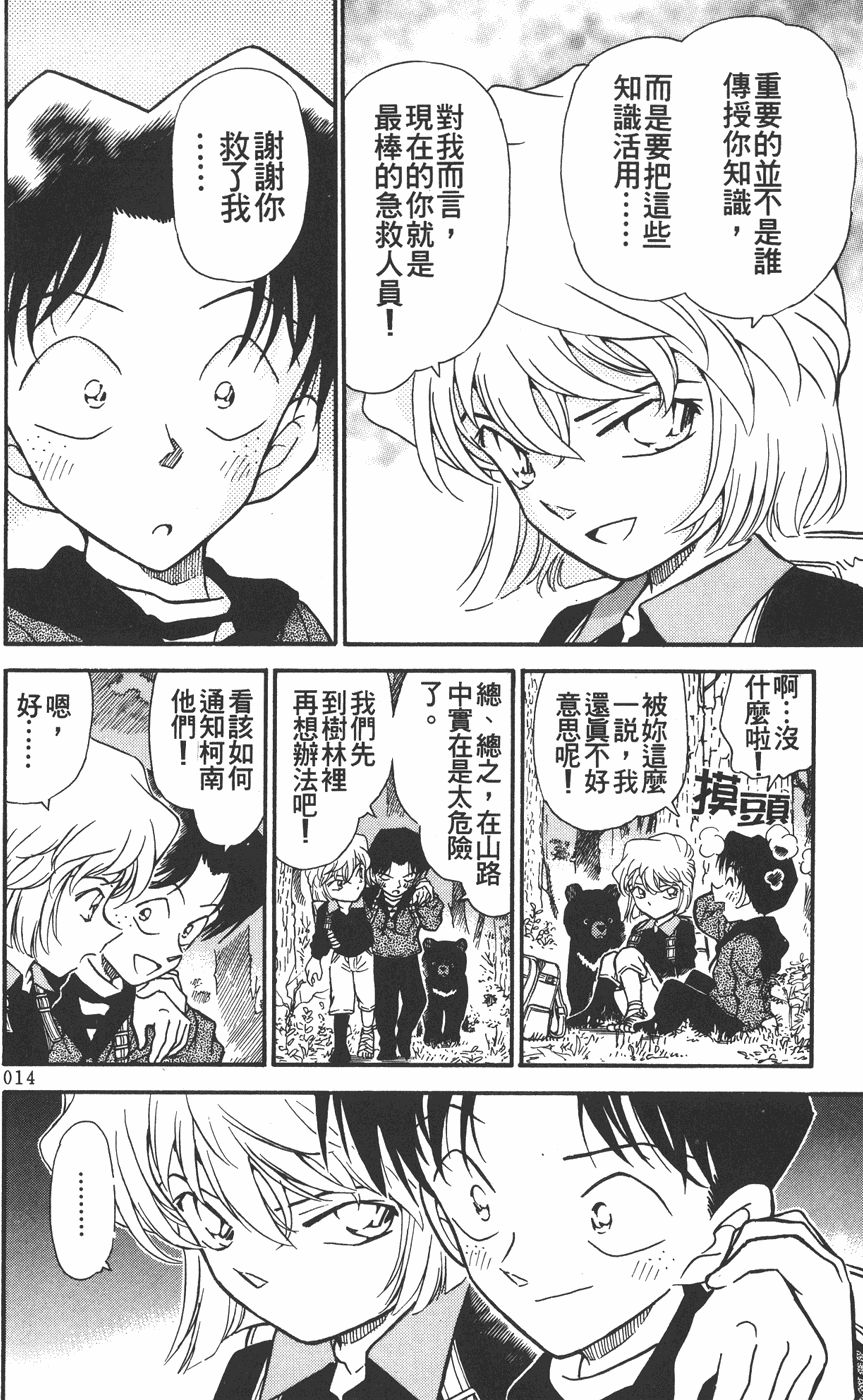 重要的並不是誰
傳授你知識，
而是要把這些
知識活用……
對我而言，
現在的你就是
最棒的急救人員！
謝謝你
救了我
……
啊…沒
什麼啦！
被妳這麼
一說，我
還真不好
意思呢！
摸頭
總、總之，在山路
中實在是太危險
了。
我們先
到樹林裡
再想辦法吧！
看該如何
通知柯南
他們！
嗯，
好……
014
………